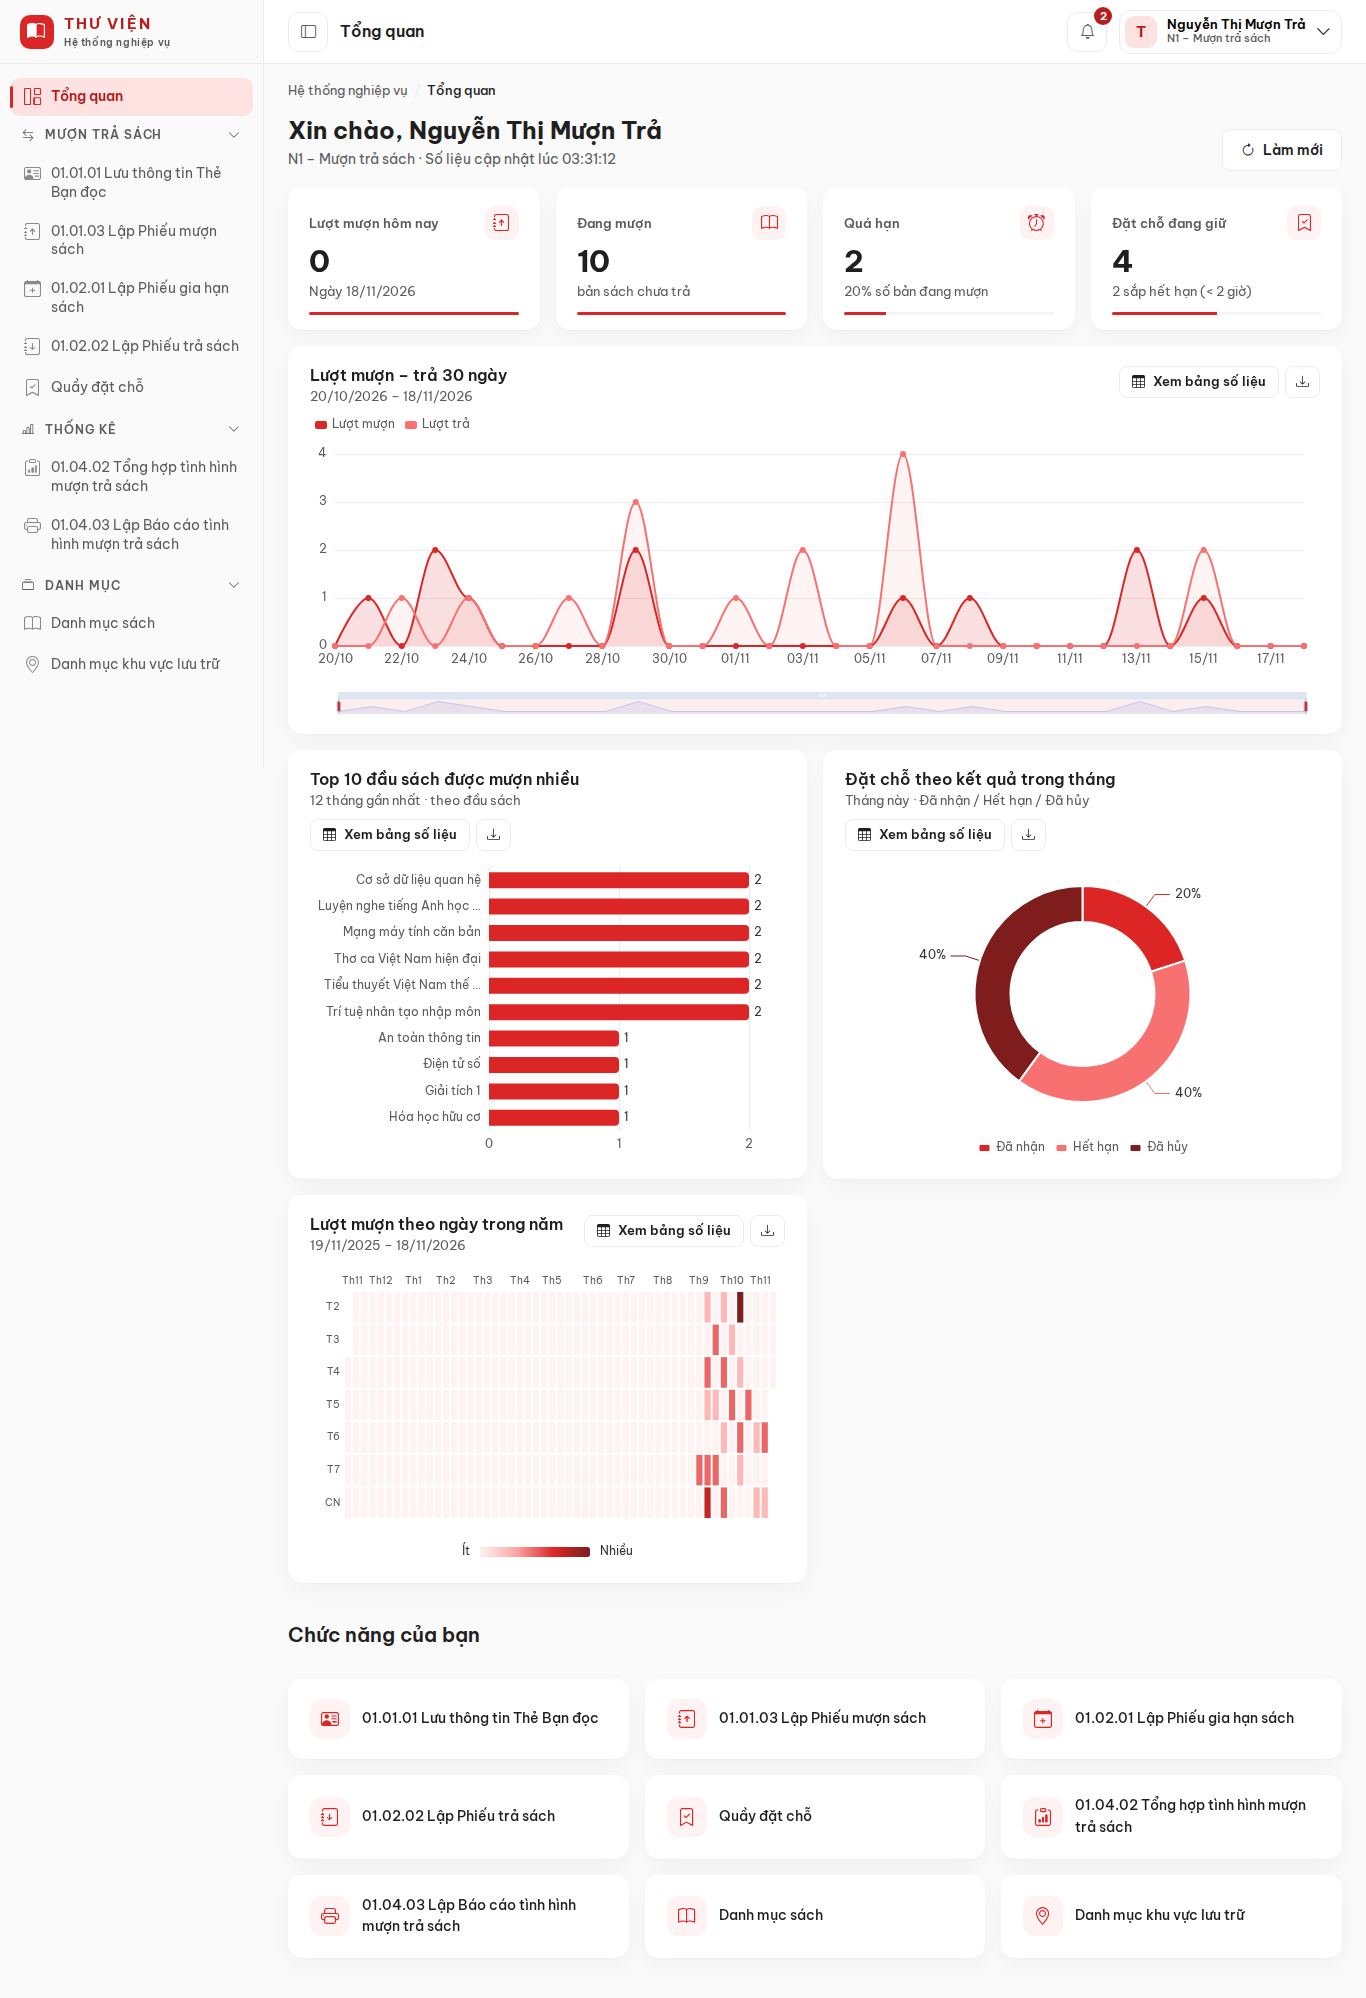 THƯ VIỆN
Hệ thống nghiệp vụ
Tổng quan
2
T
Nguyễn Thị Mượn Trả
N1 – Mượn trả sách
Tổng quan
MƯỢN TRẢ SÁCH
01.01.01 Lưu thông tin Thẻ
Bạn đọc
01.01.03 Lập Phiếu mượn
sách
01.02.01 Lập Phiếu gia hạn
sách
01.02.02 Lập Phiếu trả sách
Quầy đặt chỗ
THỐNG KÊ
01.04.02 Tổng hợp tình hình
mượn trả sách
01.04.03 Lập Báo cáo tình
hình mượn trả sách
DANH MỤC
Danh mục sách
Danh mục khu vực lưu trữ
Hệ thống nghiệp vụ / Tổng quan
Xin chào, Nguyễn Thị Mượn Trả
N1 – Mượn trả sách · Số liệu cập nhật lúc 03:31:12
Làm mới
Lượt mượn hôm nay
0
Ngày 18/11/2026
Đang mượn
10
bản sách chưa trả
Quá hạn
2
20% số bản đang mượn
Đặt chỗ đang giữ
4
2 sắp hết hạn (< 2 giờ)
Lượt mượn – trả 30 ngày
20/10/2026 – 18/11/2026
Xem bảng số liệu
Lượt mượn Lượt trả
4
3
2
1
0
20/10 22/10 24/10 26/10 28/10 30/10 01/11 03/11 05/11 07/11 09/11 11/11 13/11 15/11 17/11
Top 10 đầu sách được mượn nhiều
12 tháng gần nhất · theo đầu sách
Xem bảng số liệu
Cơ sở dữ liệu quan hệ 2
Luyện nghe tiếng Anh học ... 2
Mạng máy tính căn bản 2
Thơ ca Việt Nam hiện đại 2
Tiểu thuyết Việt Nam thế ... 2
Trí tuệ nhân tạo nhập môn 2
An toàn thông tin 1
Điện tử số 1
Giải tích 1 1
Hóa học hữu cơ 1
0 1 2
Đặt chỗ theo kết quả trong tháng
Tháng này · Đã nhận / Hết hạn / Đã hủy
Xem bảng số liệu
20%
40%
40%
Đã nhận Hết hạn Đã hủy
Lượt mượn theo ngày trong năm
19/11/2025 – 18/11/2026
Xem bảng số liệu
Th11 Th12 Th1 Th2 Th3 Th4 Th5 Th6 Th7 Th8 Th9 Th10 Th11
T2
T3
T4
T5
T6
T7
CN
Ít Nhiều
Chức năng của bạn
01.01.01 Lưu thông tin Thẻ Bạn đọc
01.01.03 Lập Phiếu mượn sách
01.02.01 Lập Phiếu gia hạn sách
01.02.02 Lập Phiếu trả sách
Quầy đặt chỗ
01.04.02 Tổng hợp tình hình mượn
trả sách
01.04.03 Lập Báo cáo tình hình
mượn trả sách
Danh mục sách
Danh mục khu vực lưu trữ